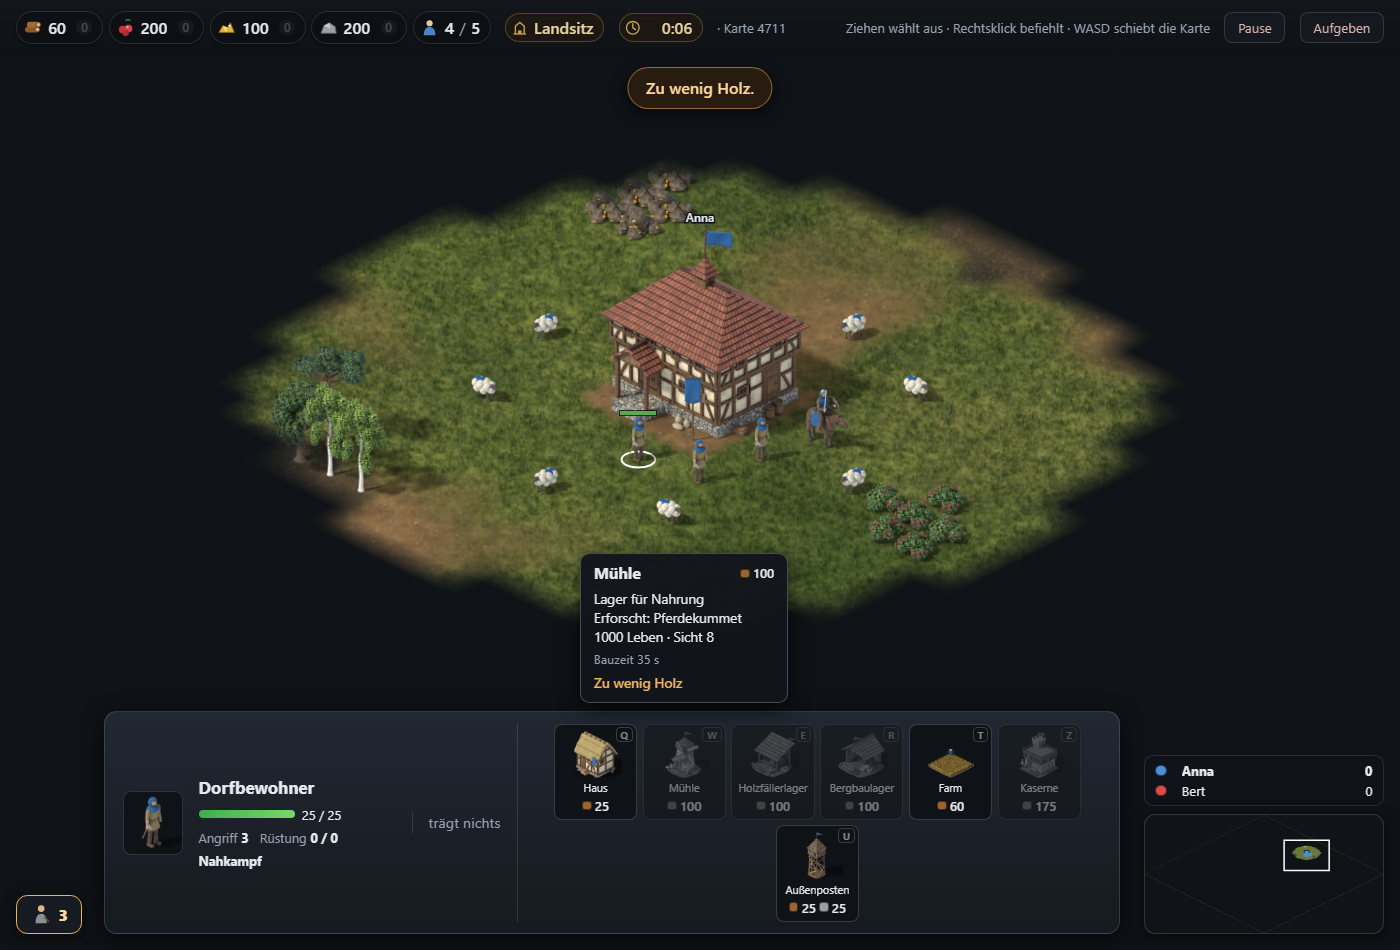 60 0 200 0 100 0 200 0 4 / 5 Landsitz 0:06 · Karte 4711 Ziehen wählt aus · Rechtsklick befiehlt · WASD schiebt die Karte Pause Aufgeben
Zu wenig Holz.
Anna
Mühle 100
Lager für Nahrung
Erforscht: Pferdekummet
1000 Leben · Sicht 8
Bauzeit 35 s
Zu wenig Holz
Dorfbewohner
25 / 25
Angriff 3 Rüstung 0 / 0
Nahkampf
trägt nichts
Q W E R T Z
Haus Mühle Holzfällerlager Bergbaulager Farm Kaserne
25 100 100 100 60 175
U
Außenposten
25 25
Anna 0
Bert 0
3